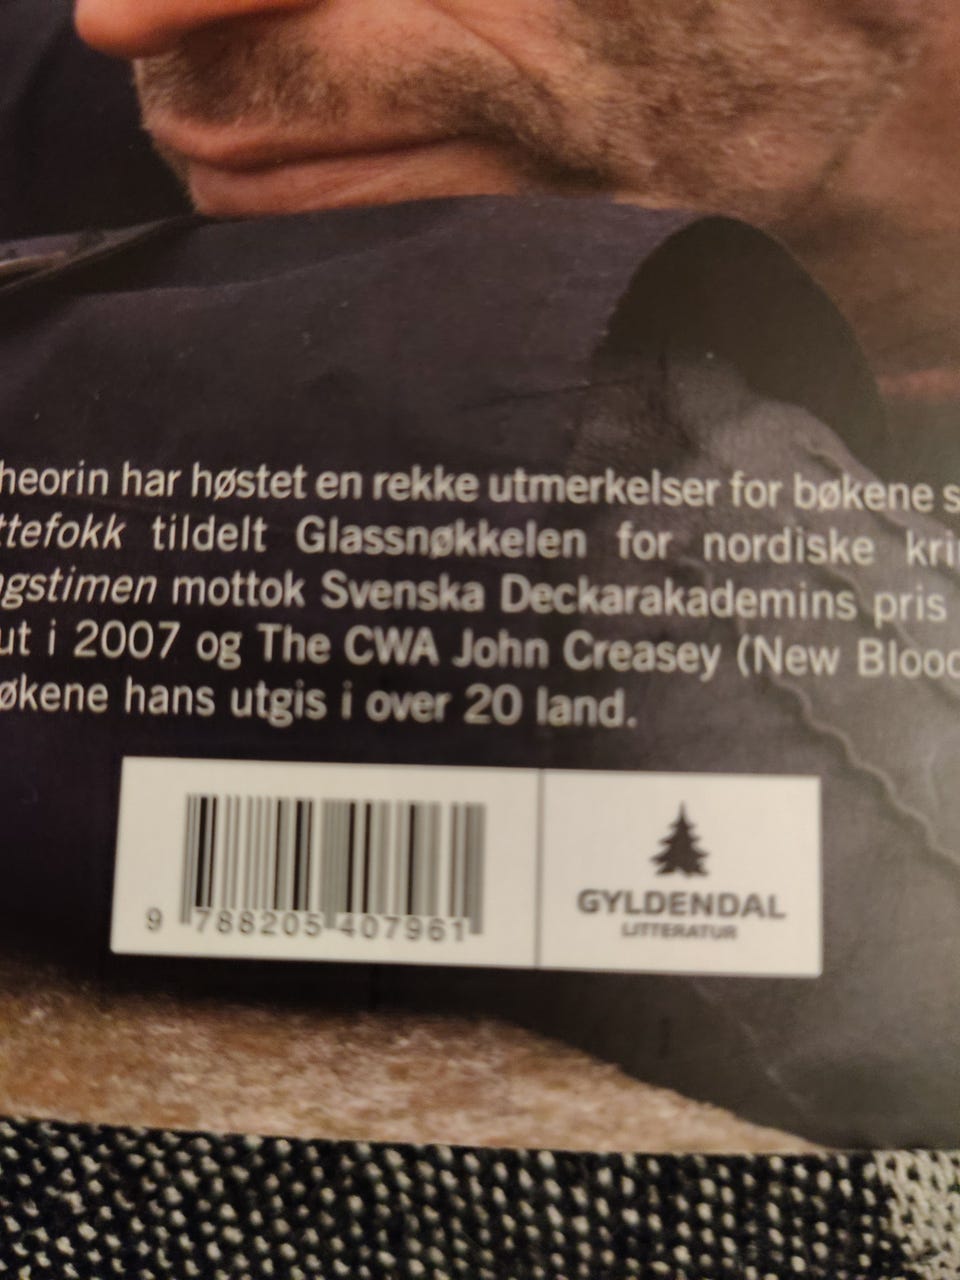 heorin har høstet en rekke utmerkelser for bøkene s
ttefokk tildelt Glassnøkkelen for nordiske kri
ngstimen mottok Svenska Deckarakademins pris
ut i 2007 og The CWA John Creasey (New Blood
økene hans utgis i over 20 land.
9 788205 407961
GYLDENDAL
LITTERATUR